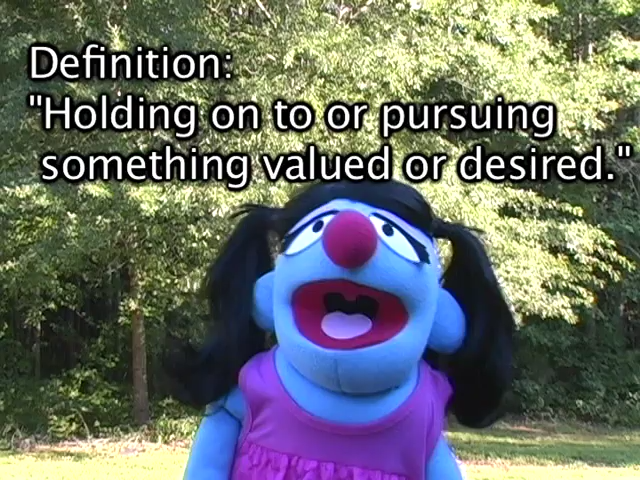 Definition:
"Holding on to or pursuing
something valued or desired."